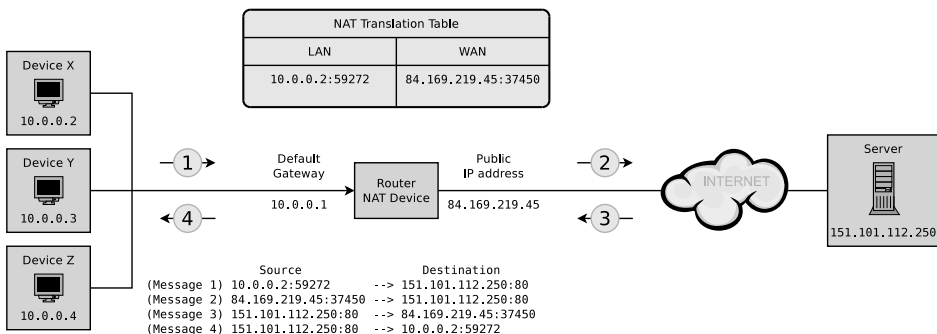 NAT Translation Table
LAN WAN
10.0.0.2:59272 84.169.219.45:37450
Device X
10.0.0.2
Device Y
10.0.0.3
Device Z
10.0.0.4
1
4
Default
Gateway
10.0.0.1
Router
NAT Device
Public
IP address
84.169.219.45
2
3
INTERNET
Server
151.101.112.250
Source Destination
(Message 1) 10.0.0.2:59272 --> 151.101.112.250:80
(Message 2) 84.169.219.45:37450 --> 151.101.112.250:80
(Message 3) 151.101.112.250:80 --> 84.169.219.45:37450
(Message 4) 151.101.112.250:80 --> 10.0.0.2:59272